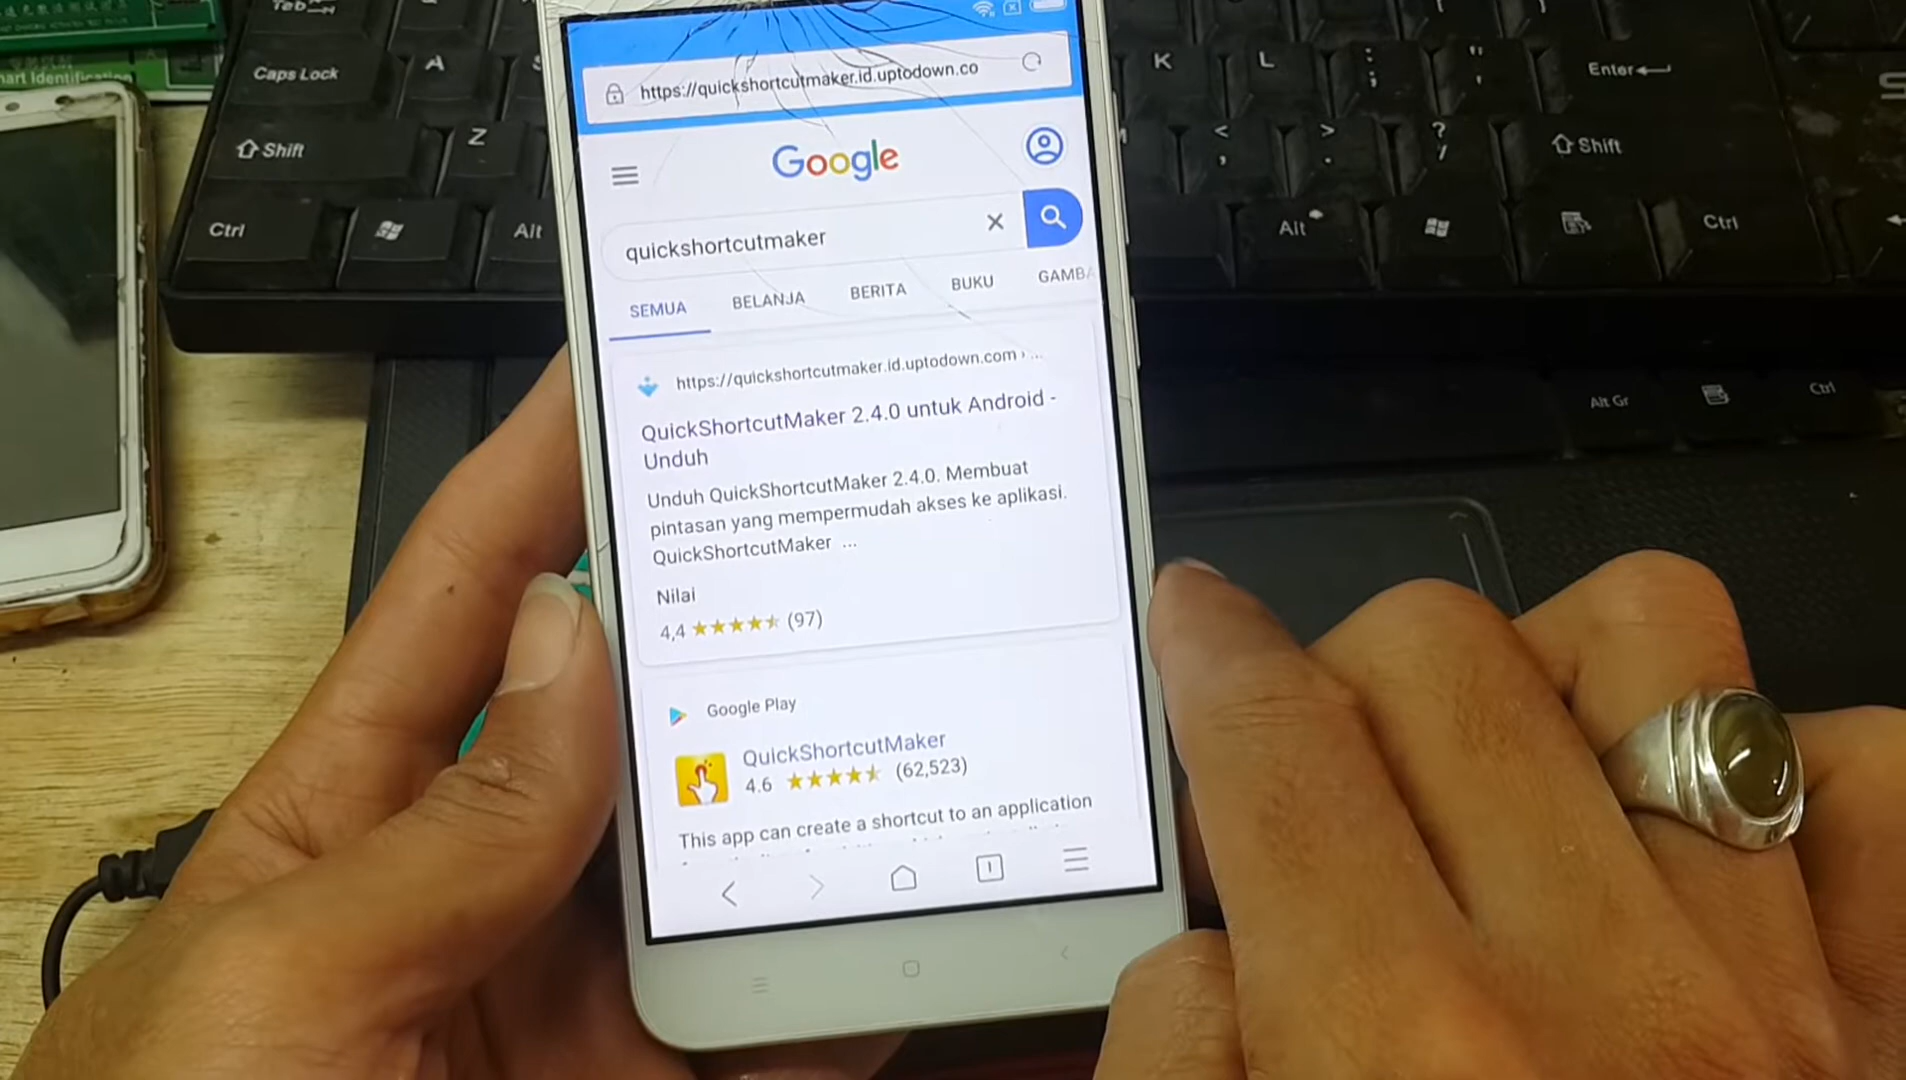 Tab
Caps Lock
A
K
L
:
;
"
'
Enter
Shift
Z
<
,
>
.
?
/
Shift
Ctrl
Alt
Alt
Ctrl
Alt Gr
Ctrl
https://quickshortcutmaker.id.uptodown.co
Google
quickshortcutmaker
SEMUA BELANJA BERITA BUKU GAMBA
https://quickshortcutmaker.id.uptodown.com › ...
QuickShortcutMaker 2.4.0 untuk Android -
Unduh
Unduh QuickShortcutMaker 2.4.0. Membuat
pintasan yang mempermudah akses ke aplikasi.
QuickShortcutMaker ...
Nilai
4,4 ★★★★★ (97)
Google Play
QuickShortcutMaker
4.6 ★★★★★ (62,523)
This app can create a shortcut to an application